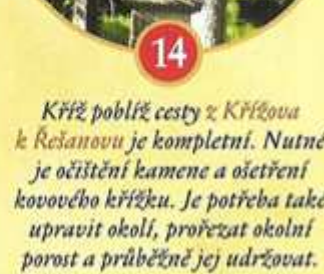 14
Kříž poblíž cesty z Křížova
k Řešanovu je kompletní. Nutné
je očištění kamene a ošetření
kovového křížku. Je potřeba také
upravit okolí, prořezat okolní
porost a průběžně jej udržovat.